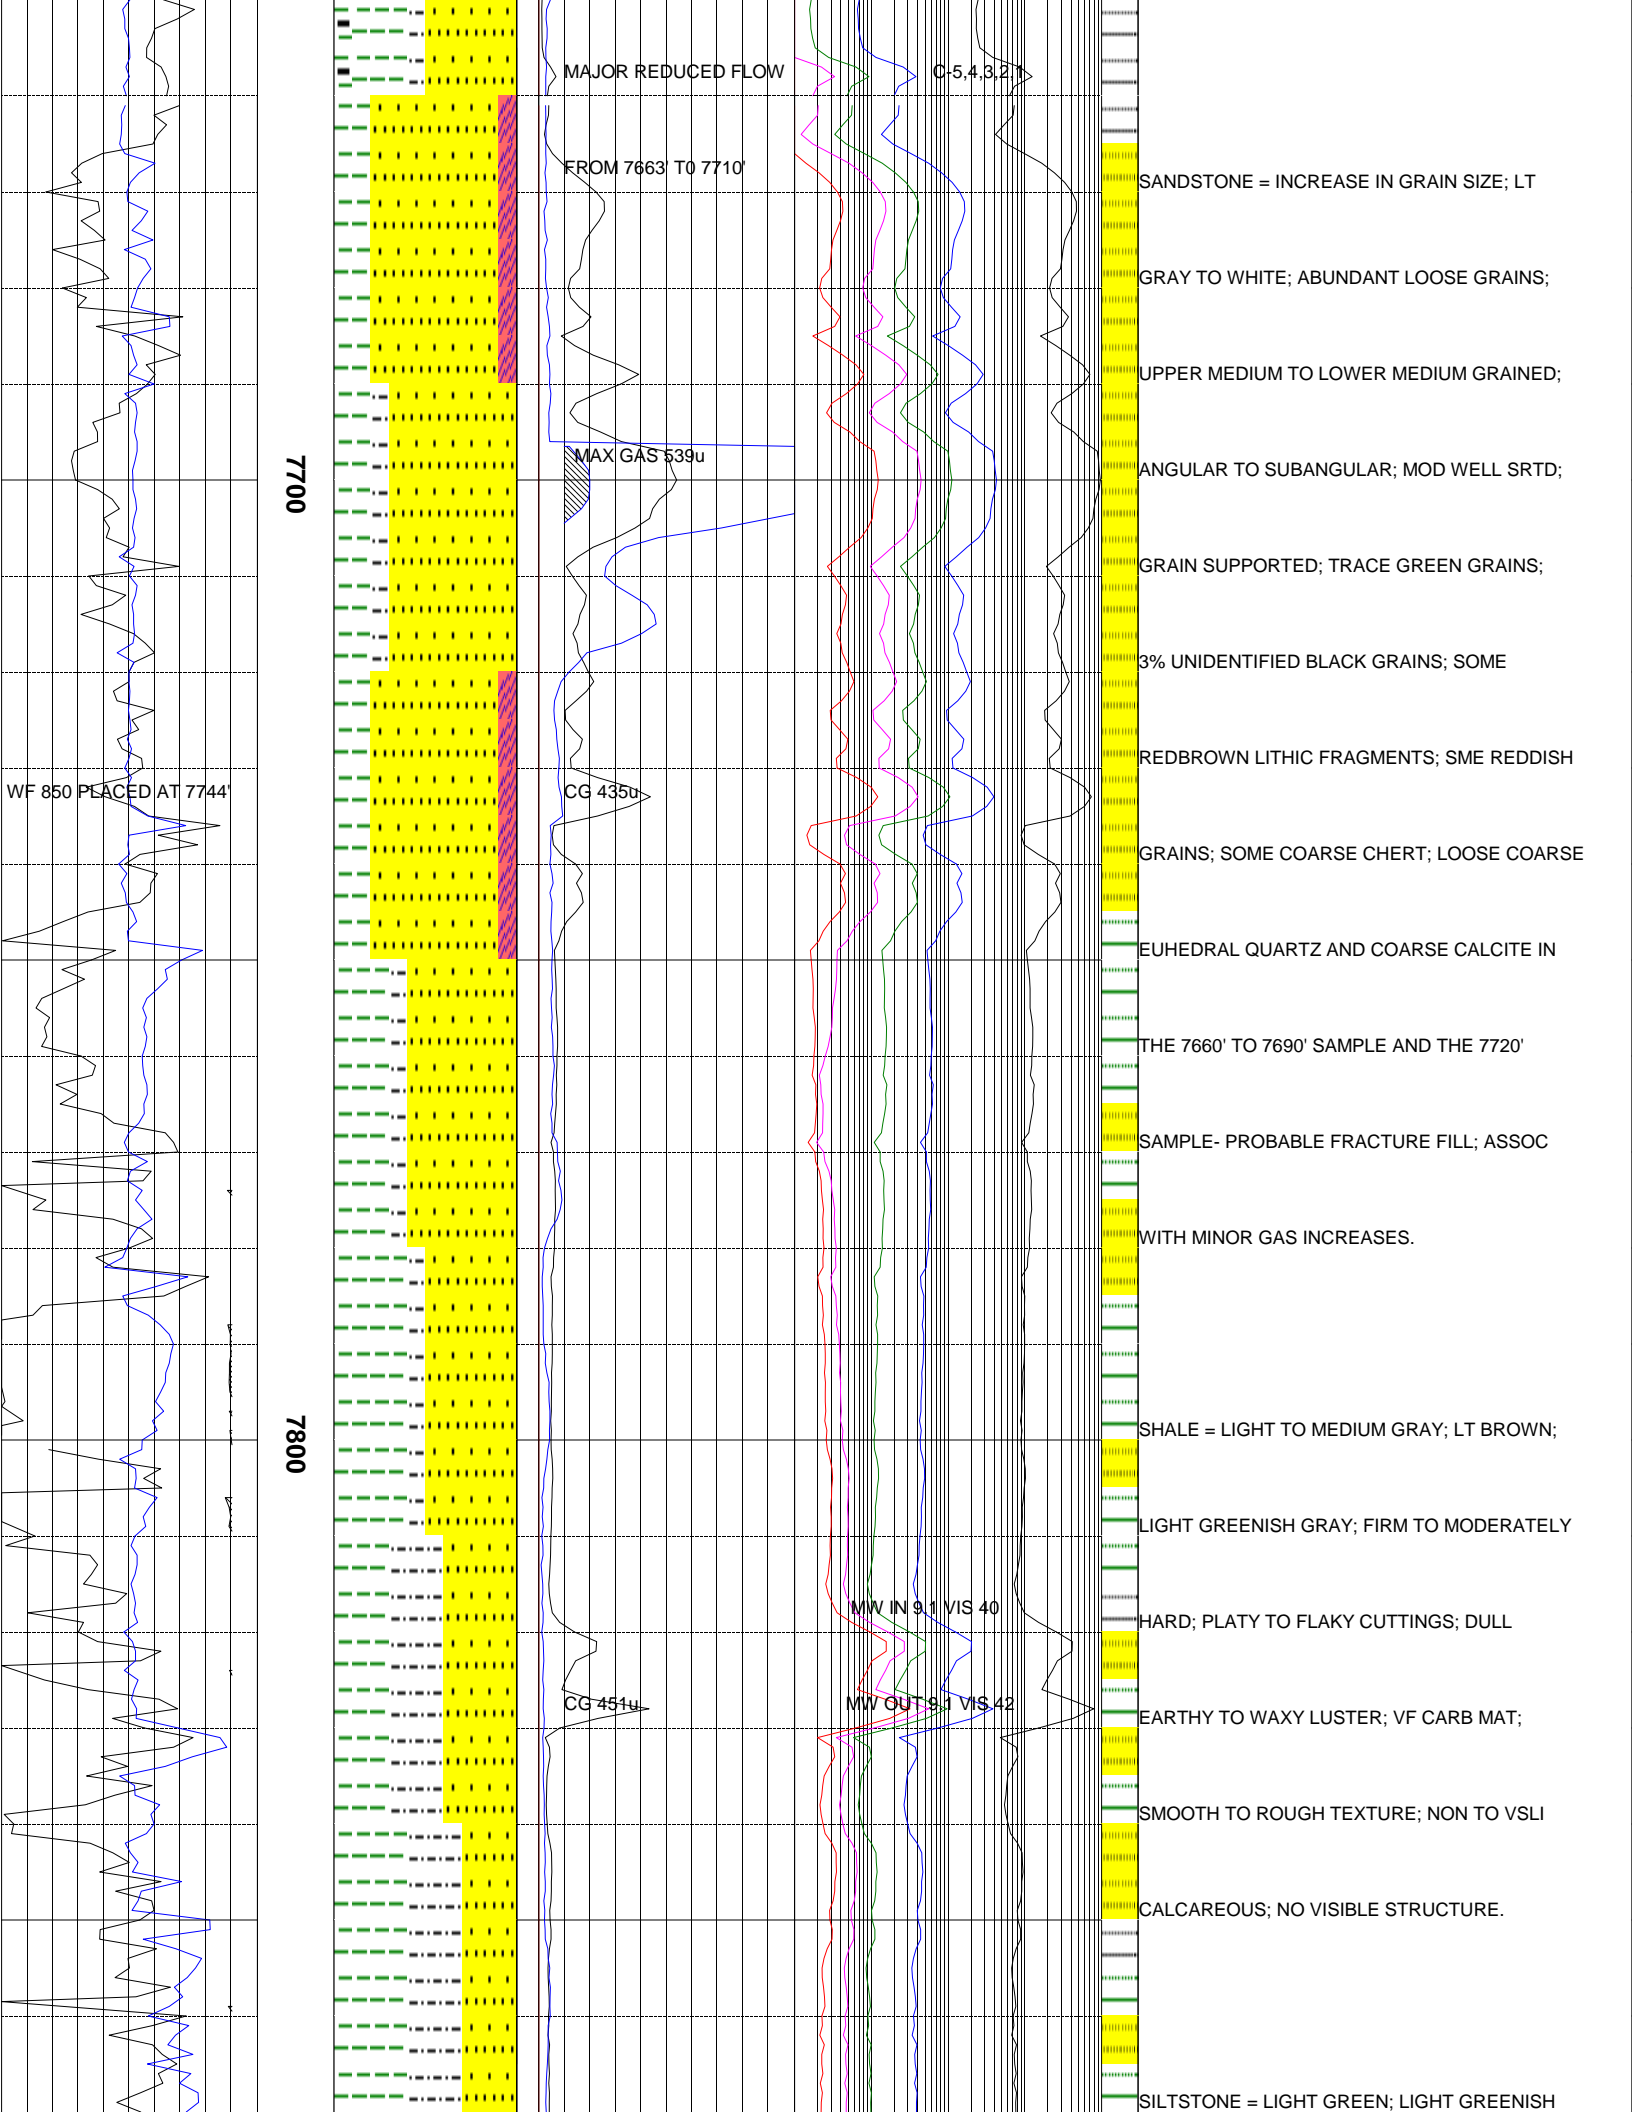 MAJOR REDUCED FLOW
C-5,4,3,2,1
FROM 7663' T0 7710'
SANDSTONE = INCREASE IN GRAIN SIZE; LT
GRAY TO WHITE; ABUNDANT LOOSE GRAINS;
UPPER MEDIUM TO LOWER MEDIUM GRAINED;
MAX GAS 539u
ANGULAR TO SUBANGULAR; MOD WELL SRTD;
7700
GRAIN SUPPORTED; TRACE GREEN GRAINS;
3% UNIDENTIFIED BLACK GRAINS; SOME
REDBROWN LITHIC FRAGMENTS; SME REDDISH
WF 850 PLACED AT 7744'
CG 435u
GRAINS; SOME COARSE CHERT; LOOSE COARSE
EUHEDRAL QUARTZ AND COARSE CALCITE IN
THE 7660' TO 7690' SAMPLE AND THE 7720'
SAMPLE- PROBABLE FRACTURE FILL; ASSOC
WITH MINOR GAS INCREASES.
SHALE = LIGHT TO MEDIUM GRAY; LT BROWN;
7800
LIGHT GREENISH GRAY; FIRM TO MODERATELY
MW IN 9.1 VIS 40
HARD; PLATY TO FLAKY CUTTINGS; DULL
CG 451u
MW OUT 9.1 VIS 42
EARTHY TO WAXY LUSTER; VF CARB MAT;
SMOOTH TO ROUGH TEXTURE; NON TO VSLI
CALCAREOUS; NO VISIBLE STRUCTURE.
SILTSTONE = LIGHT GREEN; LIGHT GREENISH